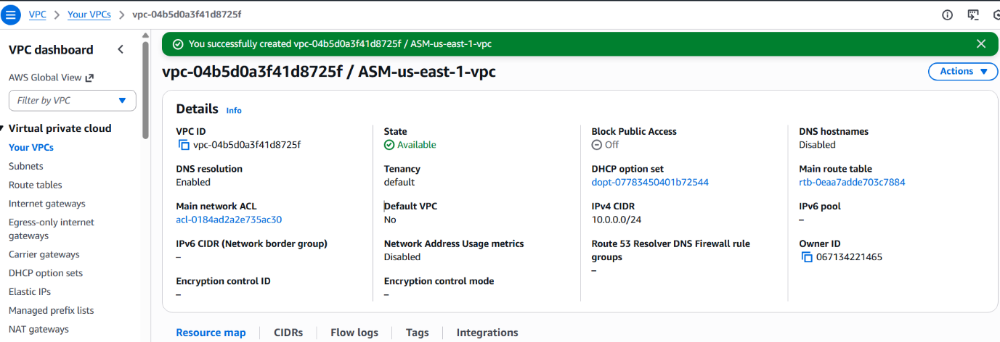 VPC > Your VPCs > vpc-04b5d0a3f41d8725f
VPC dashboard
AWS Global View
Filter by VPC
Virtual private cloud
Your VPCs
Subnets
Route tables
Internet gateways
Egress-only internet
gateways
Carrier gateways
DHCP option sets
Elastic IPs
Managed prefix lists
NAT gateways
You successfully created vpc-04b5d0a3f41d8725f / ASM-us-east-1-vpc
vpc-04b5d0a3f41d8725f / ASM-us-east-1-vpc
Actions
Details Info
VPC ID
vpc-04b5d0a3f41d8725f
State
Available
Block Public Access
Off
DNS hostnames
Disabled
DNS resolution
Enabled
Tenancy
default
DHCP option set
dopt-07783450401b72544
Main route table
rtb-0eaa7adde703c7884
Main network ACL
acl-0184ad2a2e735ac30
Default VPC
No
IPv4 CIDR
10.0.0.0/24
IPv6 pool
–
IPv6 CIDR (Network border group)
–
Network Address Usage metrics
Disabled
Route 53 Resolver DNS Firewall rule
groups
–
Owner ID
067134221465
Encryption control ID
–
Encryption control mode
–
Resource map
CIDRs
Flow logs
Tags
Integrations